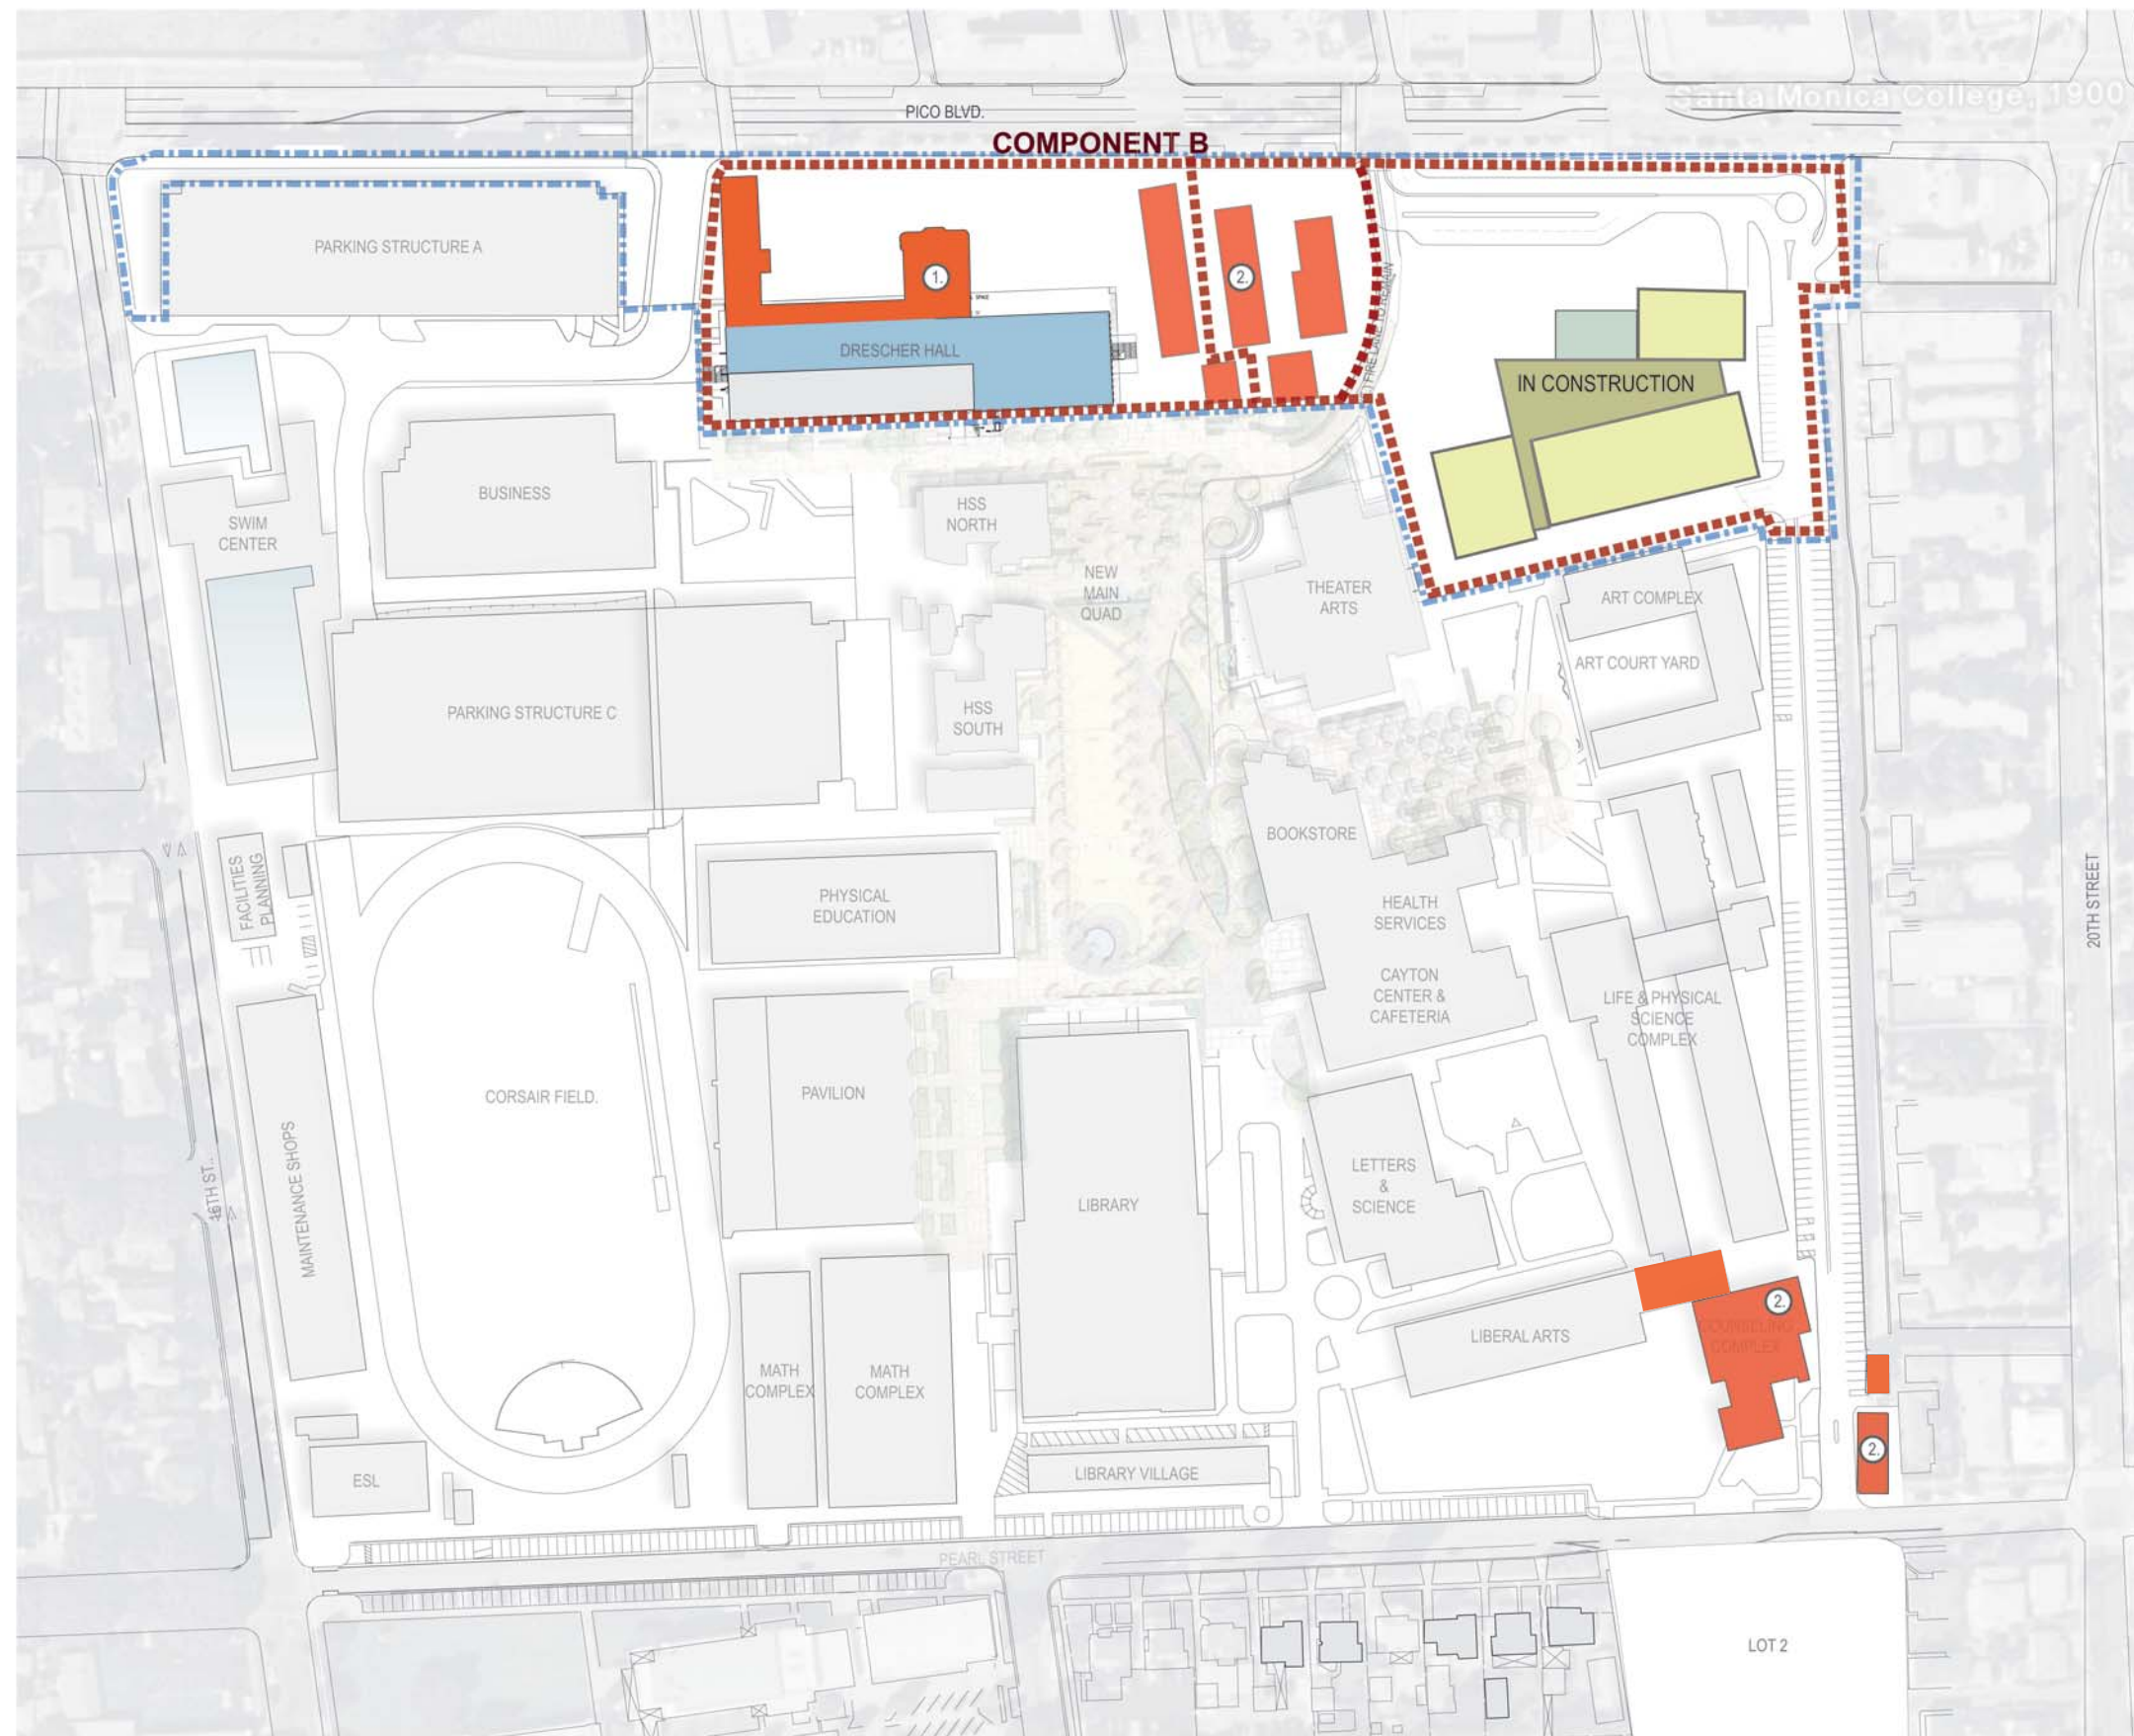 Santa Monica College, 1900
PICO BLVD.
COMPONENT B
PARKING STRUCTURE A
1.
2.
SPACE
FIRE LANE TO REMAIN
DRESCHER HALL
IN CONSTRUCTION
BUSINESS
HSS
NORTH
SWIM
CENTER
NEW
MAIN
QUAD
THEATER
ARTS
ART COMPLEX
ART COURT YARD
PARKING STRUCTURE C
HSS
SOUTH
BOOKSTORE
FACILITIES
PLANNING
PHYSICAL
EDUCATION
HEALTH
SERVICES
20TH STREET
CAYTON
CENTER &
CAFETERIA
LIFE & PHYSICAL
SCIENCE
COMPLEX
CORSAIR FIELD.
PAVILION
16TH ST..
MAINTENANCE SHOPS
LETTERS
&
SCIENCE
LIBRARY
2.
COUNSELING
COMPLEX
LIBERAL ARTS
MATH
COMPLEX
MATH
COMPLEX
2.
ESL
LIBRARY VILLAGE
PEARL STREET
LOT 2